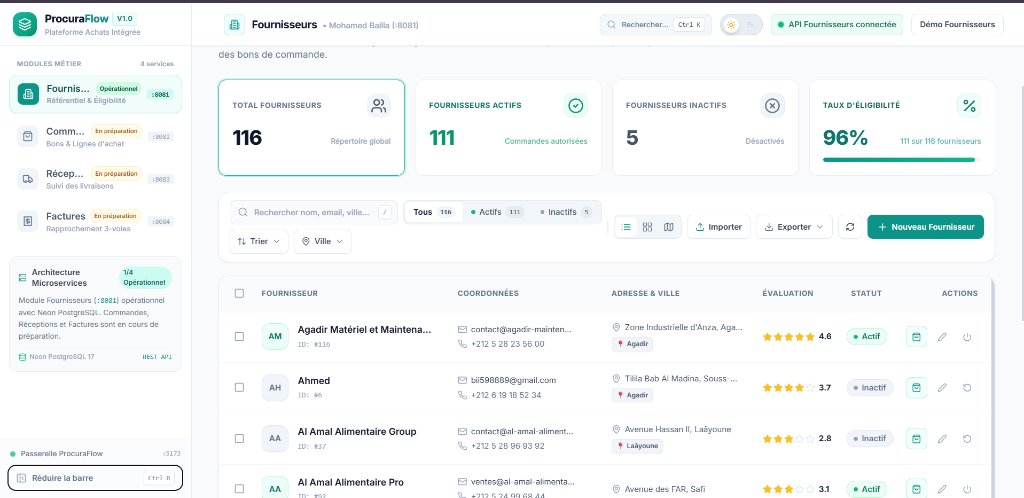 ProcuraFlow V1.0
Plateforme Achats Intégrée
MODULES MÉTIER 4 services
Fournis... Opérationnel :8081
Référentiel & Éligibilité
Comm... En préparation :8082
Bons & Lignes d'achat
Récep... En préparation :8083
Suivi des livraisons
Factures En préparation :8084
Rapprochement 3-voies
Architecture Microservices 1/4 Opérationnel
Module Fournisseurs (:8081) opérationnel
avec Neon PostgreSQL. Commandes,
Réceptions et Factures sont en cours de
préparation.
Neon PostgreSQL 17 REST API
Passerelle ProcuraFlow :5173
Réduire la barre Ctrl B
Fournisseurs • Mohamed Bailla (:8081)
Rechercher... Ctrl K
API Fournisseurs connectée
Démo Fournisseurs
des bons de commande.
TOTAL FOURNISSEURS
116 Répertoire global
FOURNISSEURS ACTIFS
111 Commandes autorisées
FOURNISSEURS INACTIFS
5 Désactivés
TAUX D'ÉLIGIBILITÉ
96% 111 sur 116 fournisseurs
Rechercher nom, email, ville... /
Tous 116 Actifs 111 Inactifs 5
Importer Exporter Nouveau Fournisseur
Trier Ville
FOURNISSEUR COORDONNÉES ADRESSE & VILLE ÉVALUATION STATUT ACTIONS
AM Agadir Matériel et Maintena... contact@agadir-mainten... Zone Industrielle d'Anza, Aga... 4.6 Actif
ID: #116 +212 5 28 23 56 00 Agadir
AH Ahmed bii598889@gmail.com Tilila Bab Al Madina, Souss ... 3.7 Inactif
ID: #6 +212 6 19 18 52 34 Agadir
AA Al Amal Alimentaire Group contact@al-amal-aliment... Avenue Hassan II, Laâyoune 2.8 Inactif
ID: #37 +212 5 28 96 93 92 Laâyoune
AA Al Amal Alimentaire Pro ventes@al-amal-alimenta... Avenue des FAR, Safi 3.1 Actif
ID: #92 +212 5 24 99 68 44